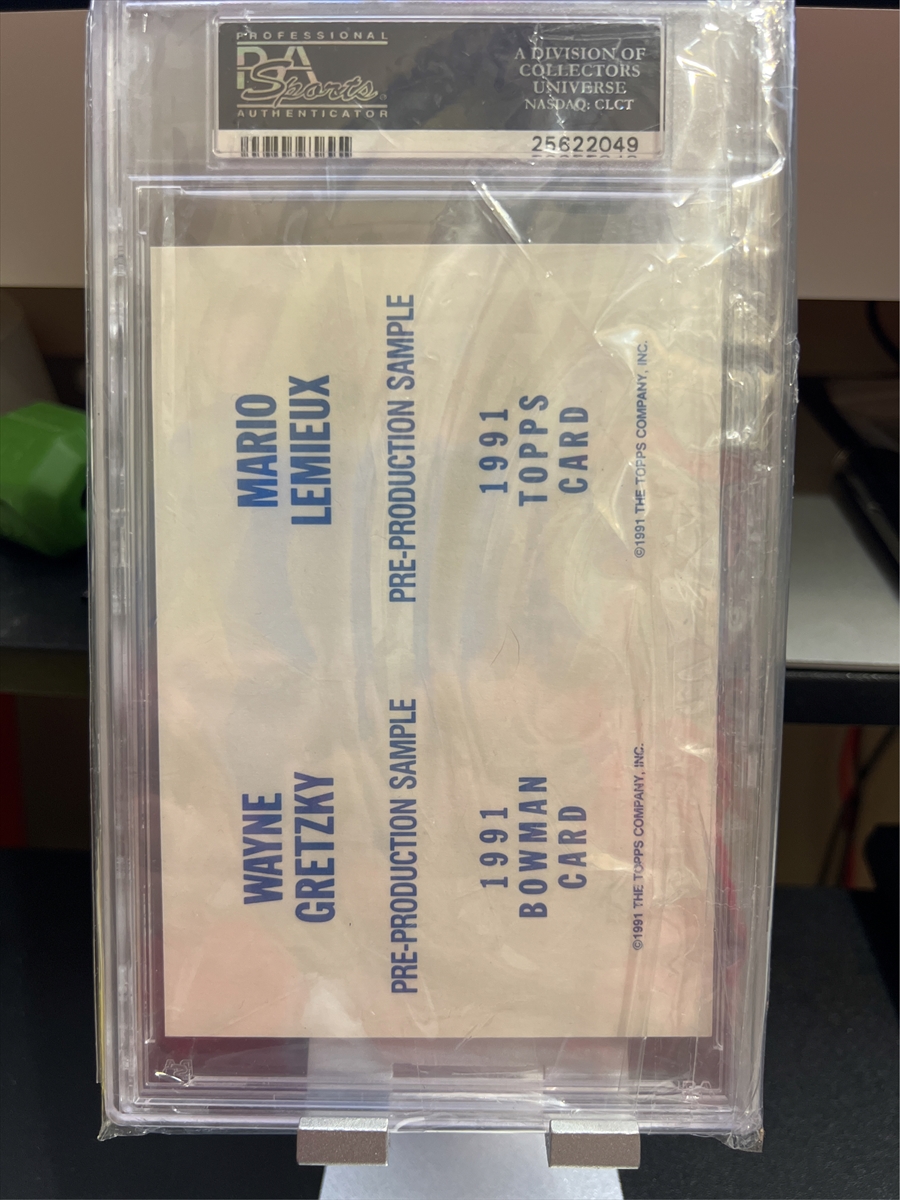 PROFESSIONAL
PSA
Sports
AUTHENTICATOR
A DIVISION OF
COLLECTORS
UNIVERSE
NASDAQ: CLCT
25622049
WAYNE
GRETZKY
PRE-PRODUCTION SAMPLE
1991
BOWMAN
CARD
©1991 THE TOPPS COMPANY, INC.
MARIO
LEMIEUX
PRE-PRODUCTION SAMPLE
1991
TOPPS
CARD
©1991 THE TOPPS COMPANY, INC.